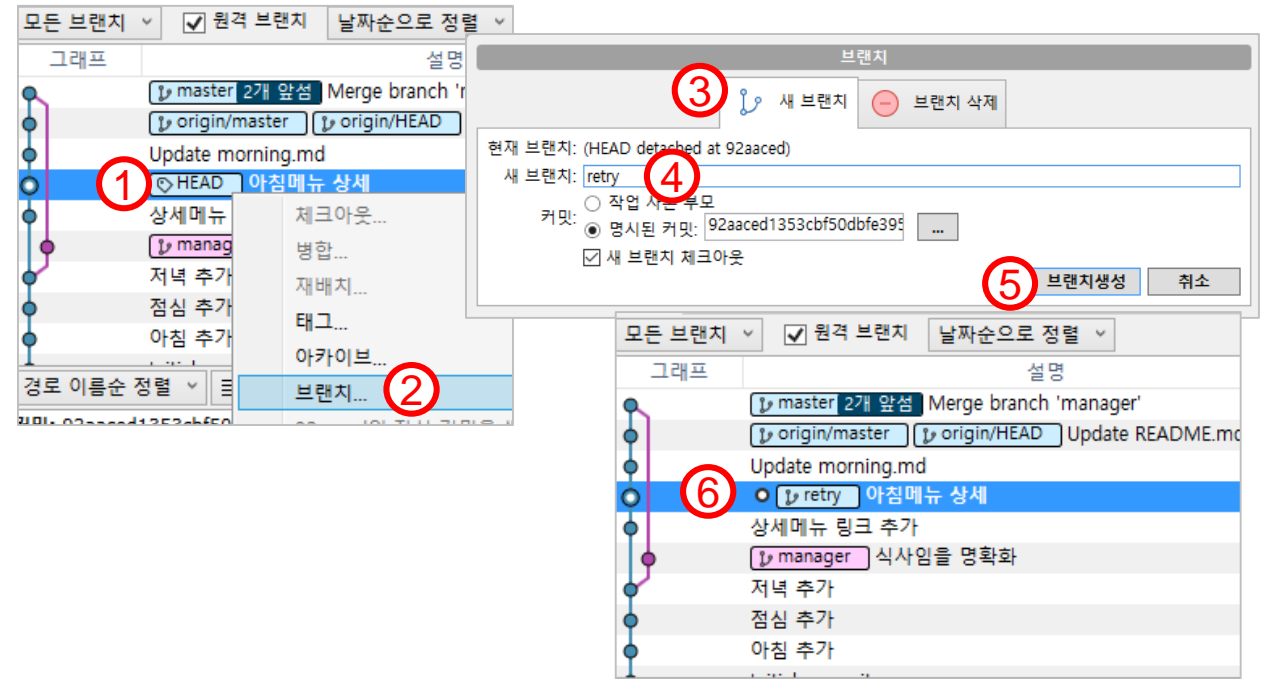 모든 브랜치 원격 브랜치 날짜순으로 정렬
그래프 설명
master 2개 앞섬 Merge branch
origin/master origin/HEAD
Update morning.md
1
HEAD 아침메뉴 상세
상세메뉴
manag
저녁 추가
점심 추가
아침 추가
경로 이름순 정렬
체크아웃...
병합...
재배치...
태그...
아카이브...
브랜치...
2
브랜치
3
새 브랜치
브랜치 삭제
현재 브랜치: (HEAD detached at 92aaced)
새 브랜치: retry
4
커밋:
작업 사본 부모
명시된 커밋: 92aaced1353cbf50dbfe395 ...
새 브랜치 체크아웃
5
브랜치생성 취소
모든 브랜치 원격 브랜치 날짜순으로 정렬
그래프 설명
master 2개 앞섬 Merge branch 'manager'
origin/master origin/HEAD Update README.md
Update morning.md
6
retry 아침메뉴 상세
상세메뉴 링크 추가
manager 식사임을 명확화
저녁 추가
점심 추가
아침 추가